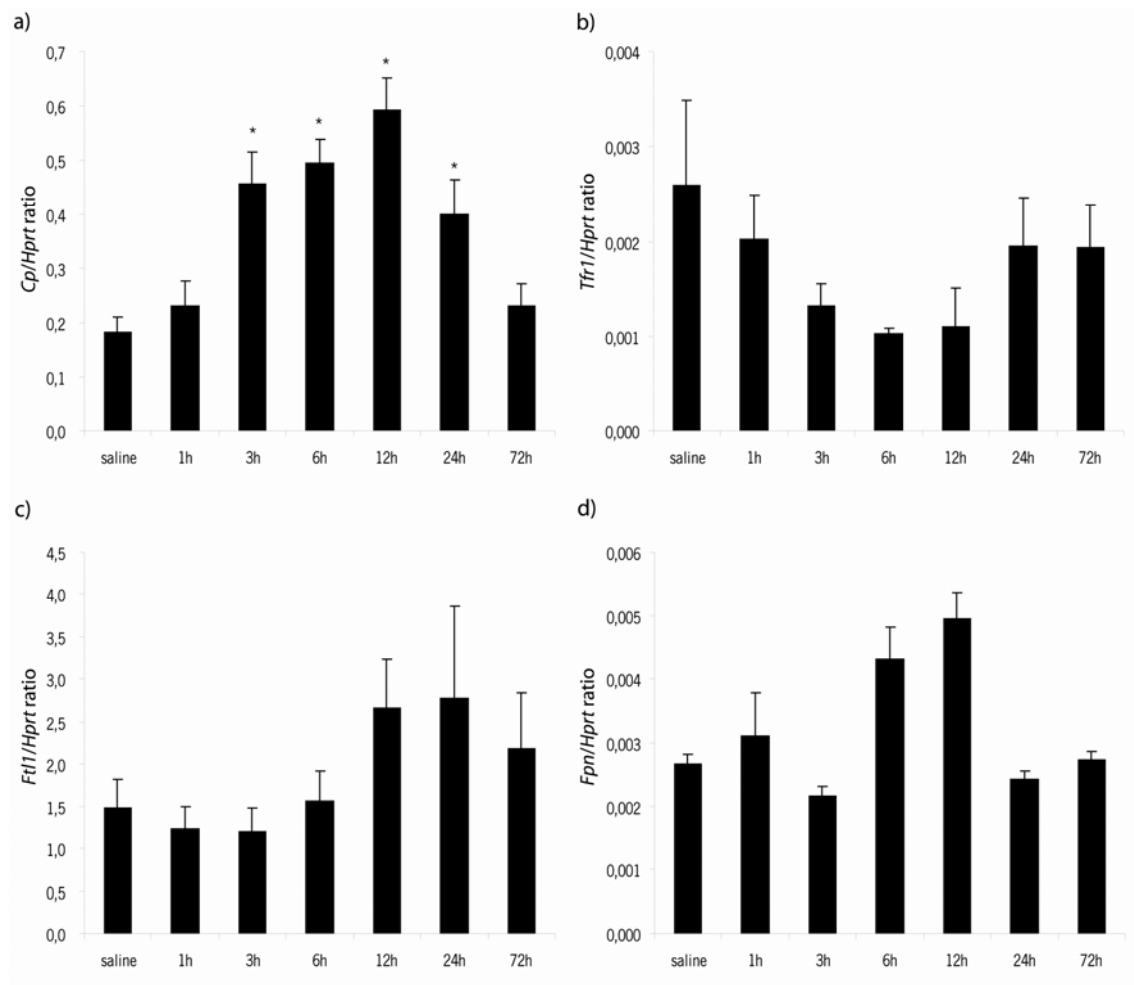 a)
Cp/Hprt ratio
0,7
0,6
0,5
0,4
0,3
0,2
0,1
0,0
* * * *
saline 1h 3h 6h 12h 24h 72h
b)
Tfr1/Hprt ratio
0,004
0,003
0,002
0,001
0,000
saline 1h 3h 6h 12h 24h 72h
c)
Ftl1/Hprt ratio
4,5
4,0
3,5
3,0
2,5
2,0
1,5
1,0
0,5
0,0
saline 1h 3h 6h 12h 24h 72h
d)
Fpn/Hprt ratio
0,006
0,005
0,004
0,003
0,002
0,001
0,000
saline 1h 3h 6h 12h 24h 72h